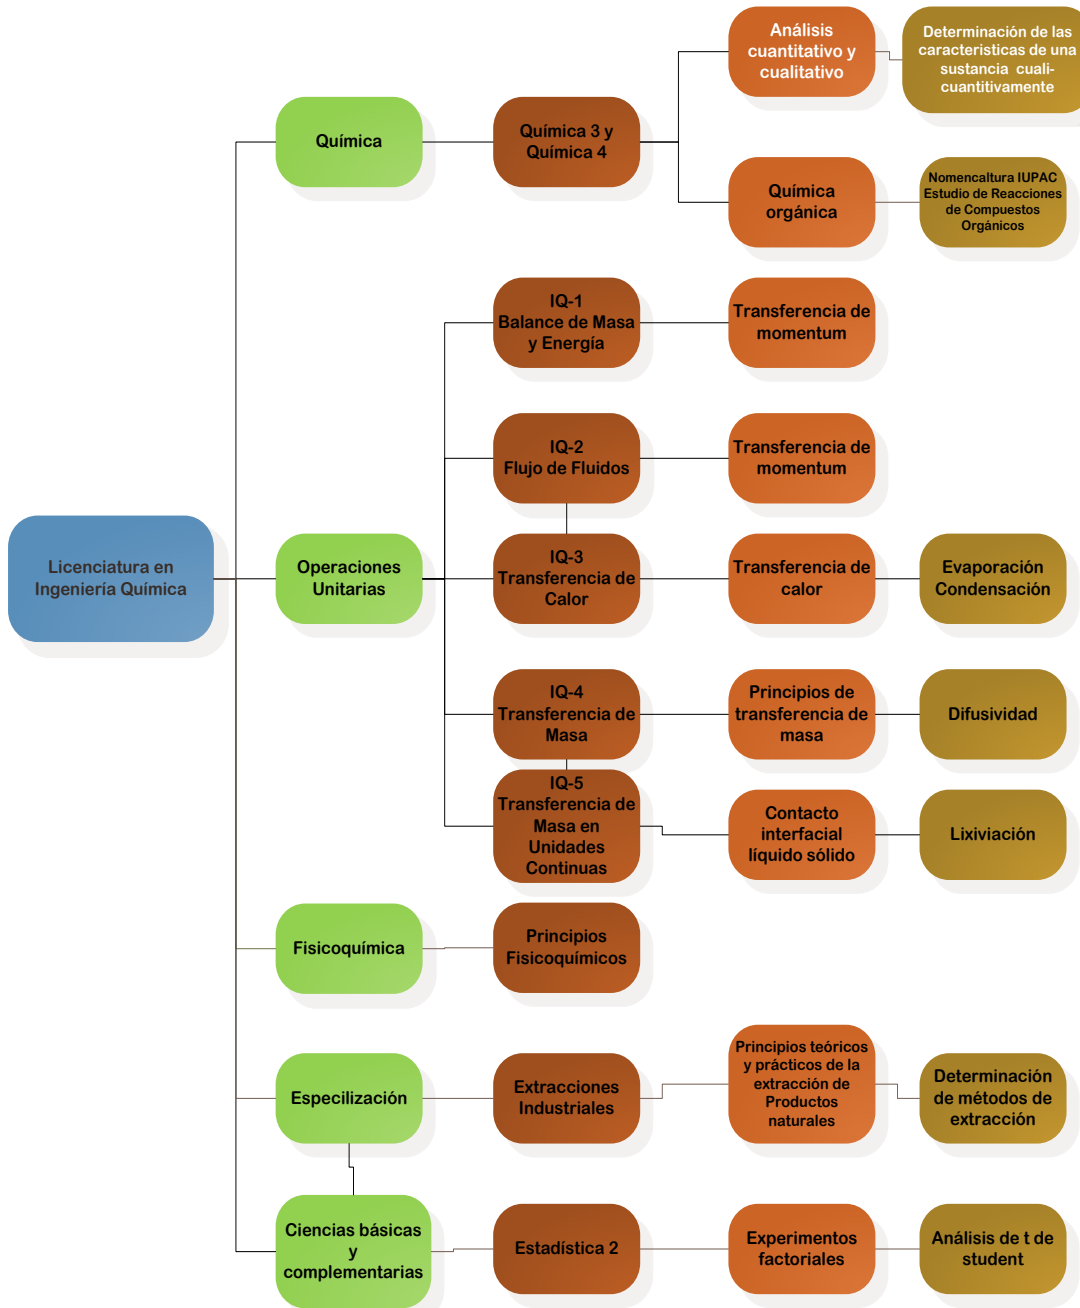 Análisis
cuantitativo y
cualitativo
Determinación de las
caracteristicas de una
sustancia cuali-
cuantitivamente
Química
Química 3 y
Química 4
Química
orgánica
Nomencaltura IUPAC
Estudio de Reacciones
de Compuestos
Orgánicos
IQ-1
Balance de Masa
y Energía
Transferencia de
momentum
IQ-2
Flujo de Fluidos
Transferencia de
momentum
Licenciatura en
Ingeniería Química
Operaciones
Unitarias
IQ-3
Transferencia de
Calor
Transferencia de
calor
Evaporación
Condensación
IQ-4
Transferencia de
Masa
Principios de
transferencia de
masa
Difusividad
IQ-5
Transferencia de
Masa en
Unidades
Continuas
Contacto
interfacial
líquido sólido
Lixiviación
Fisicoquímica
Principios
Fisicoquímicos
Especilización
Extracciones
Industriales
Principios teóricos
y prácticos de la
extracción de
Productos
naturales
Determinación
de métodos de
extracción
Ciencias básicas
y
complementarias
Estadística 2
Experimentos
factoriales
Análisis de t de
student